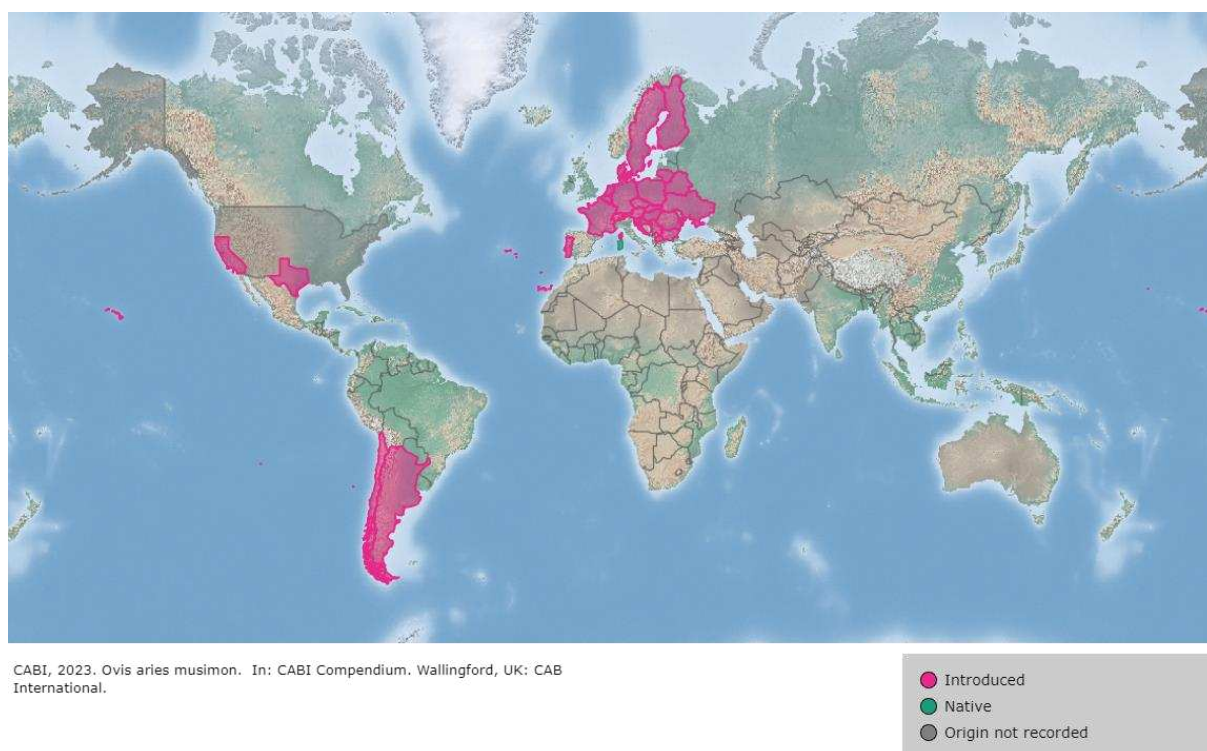 CABI, 2023. Ovis aries musimon. In: CABI Compendium. Wallingford, UK: CAB
International.
Introduced
Native
Origin not recorded